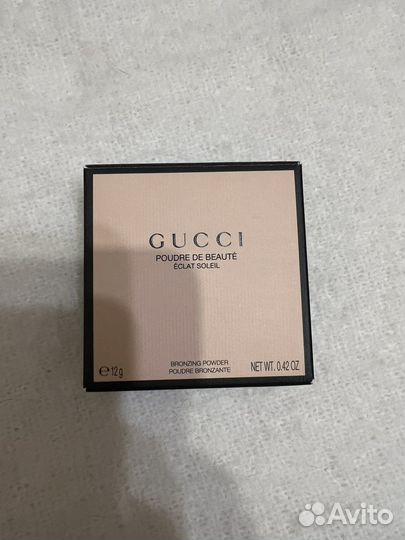 GUCCI
POUDRE DE BEAUTÉ
ÉCLAT SOLEIL
BRONZING POWDER
POUDRE BRONZANTE
℮12g
NET WT. 0.42 OZ
Avito